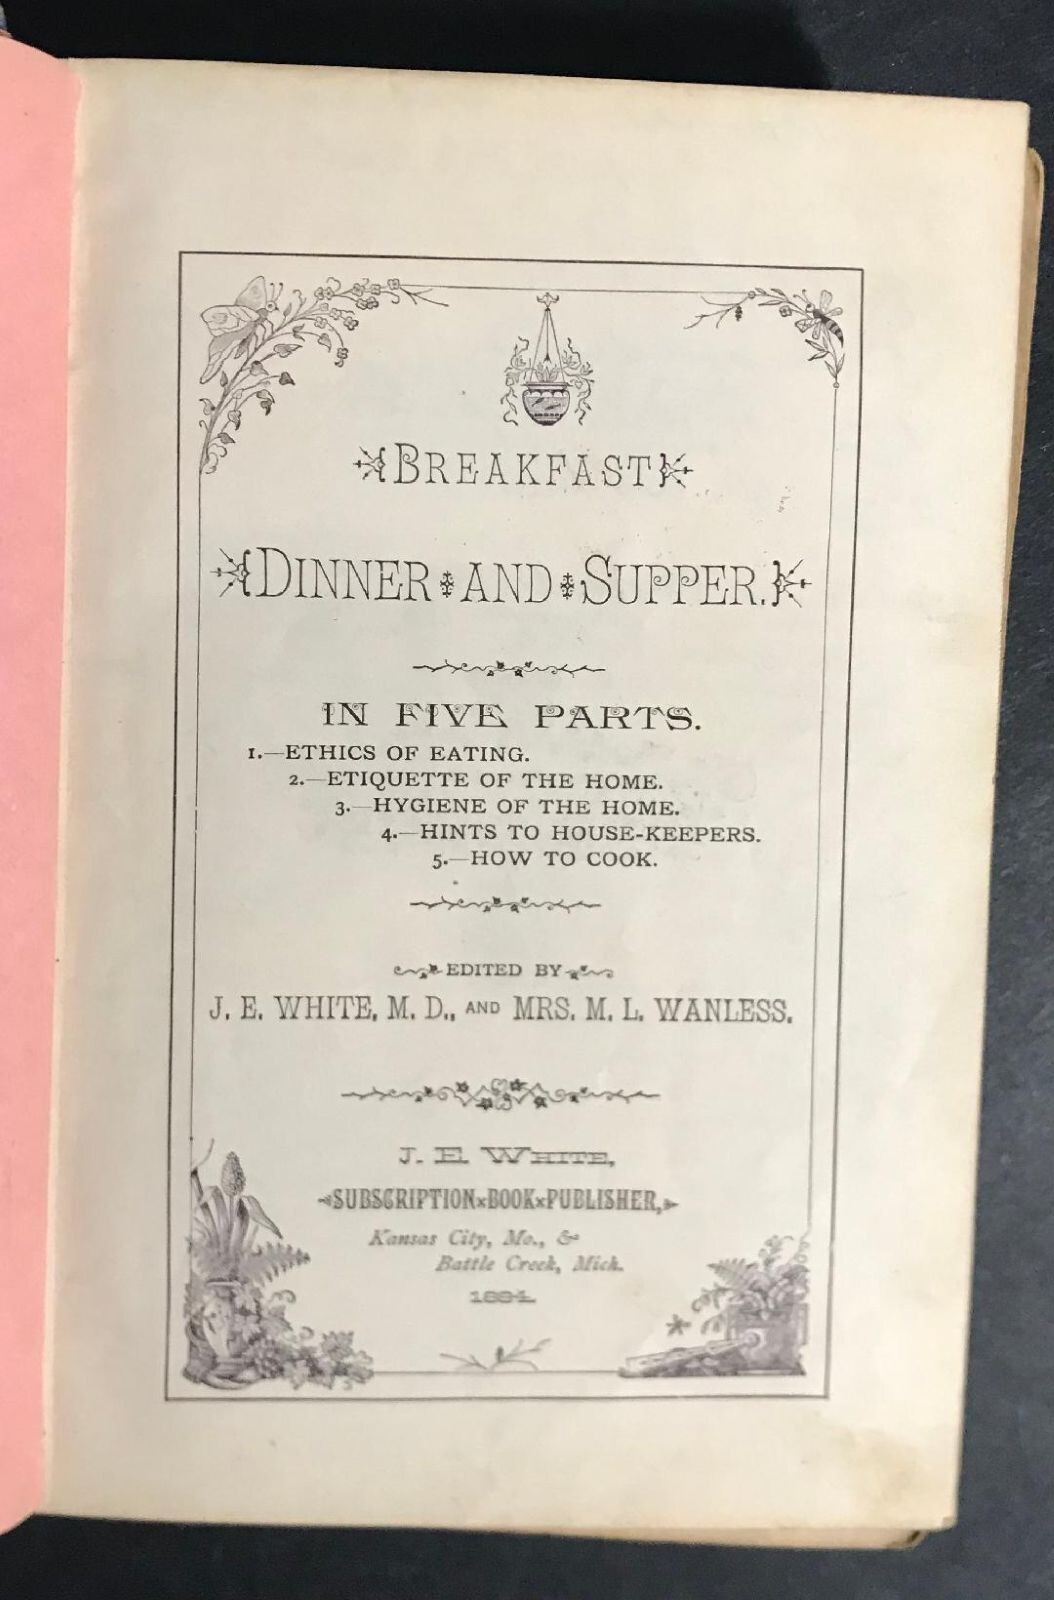 BREAKFAST
DINNER AND SUPPER.
IN FIVE PARTS.
1.—ETHICS OF EATING.
2.—ETIQUETTE OF THE HOME.
3.—HYGIENE OF THE HOME.
4.—HINTS TO HOUSE-KEEPERS.
5.—HOW TO COOK.
EDITED BY
J. E. WHITE, M. D., AND MRS. M. L. WANLESS.
J. E. WHITE,
SUBSCRIPTION×BOOK×PUBLISHER,
Kansas City, Mo., &
Battle Creek, Mich.
1884.